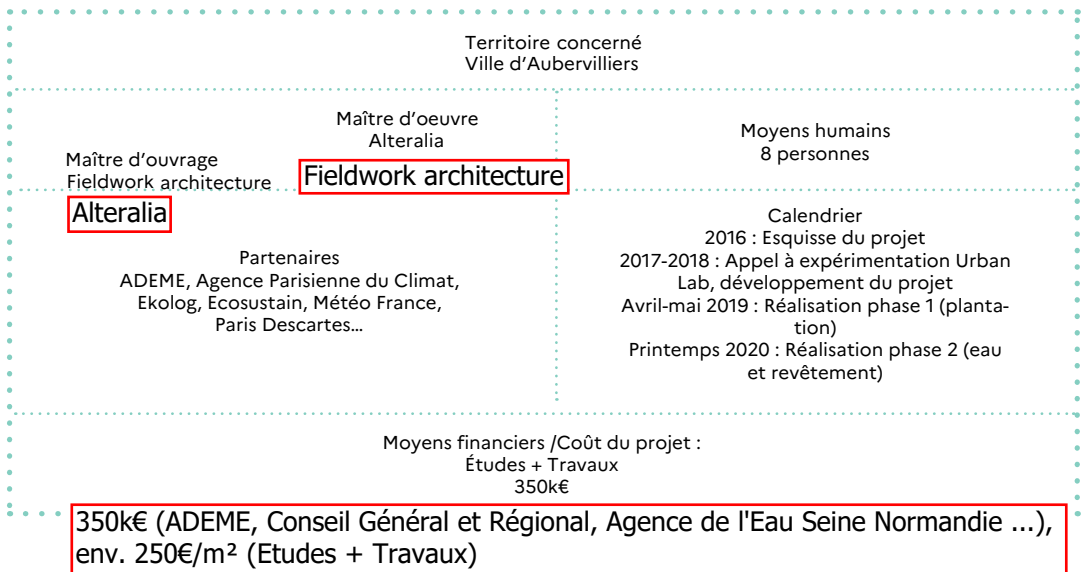 Territoire concerné
Ville d'Aubervilliers
Maître d'ouvrage
Fieldwork architecture
Alteralia
Maître d'oeuvre
Alteralia
Fieldwork architecture
Moyens humains
8 personnes
Partenaires
ADEME, Agence Parisienne du Climat,
Ekolog, Ecosustain, Météo France,
Paris Descartes…
Calendrier
2016 : Esquisse du projet
2017-2018 : Appel à expérimentation Urban
Lab, développement du projet
Avril-mai 2019 : Réalisation phase 1 (planta-
tion)
Printemps 2020 : Réalisation phase 2 (eau
et revêtement)
Moyens financiers /Coût du projet :
Études + Travaux
350k€
350k€ (ADEME, Conseil Général et Régional, Agence de l'Eau Seine Normandie ...),
env. 250€/m² (Etudes + Travaux)